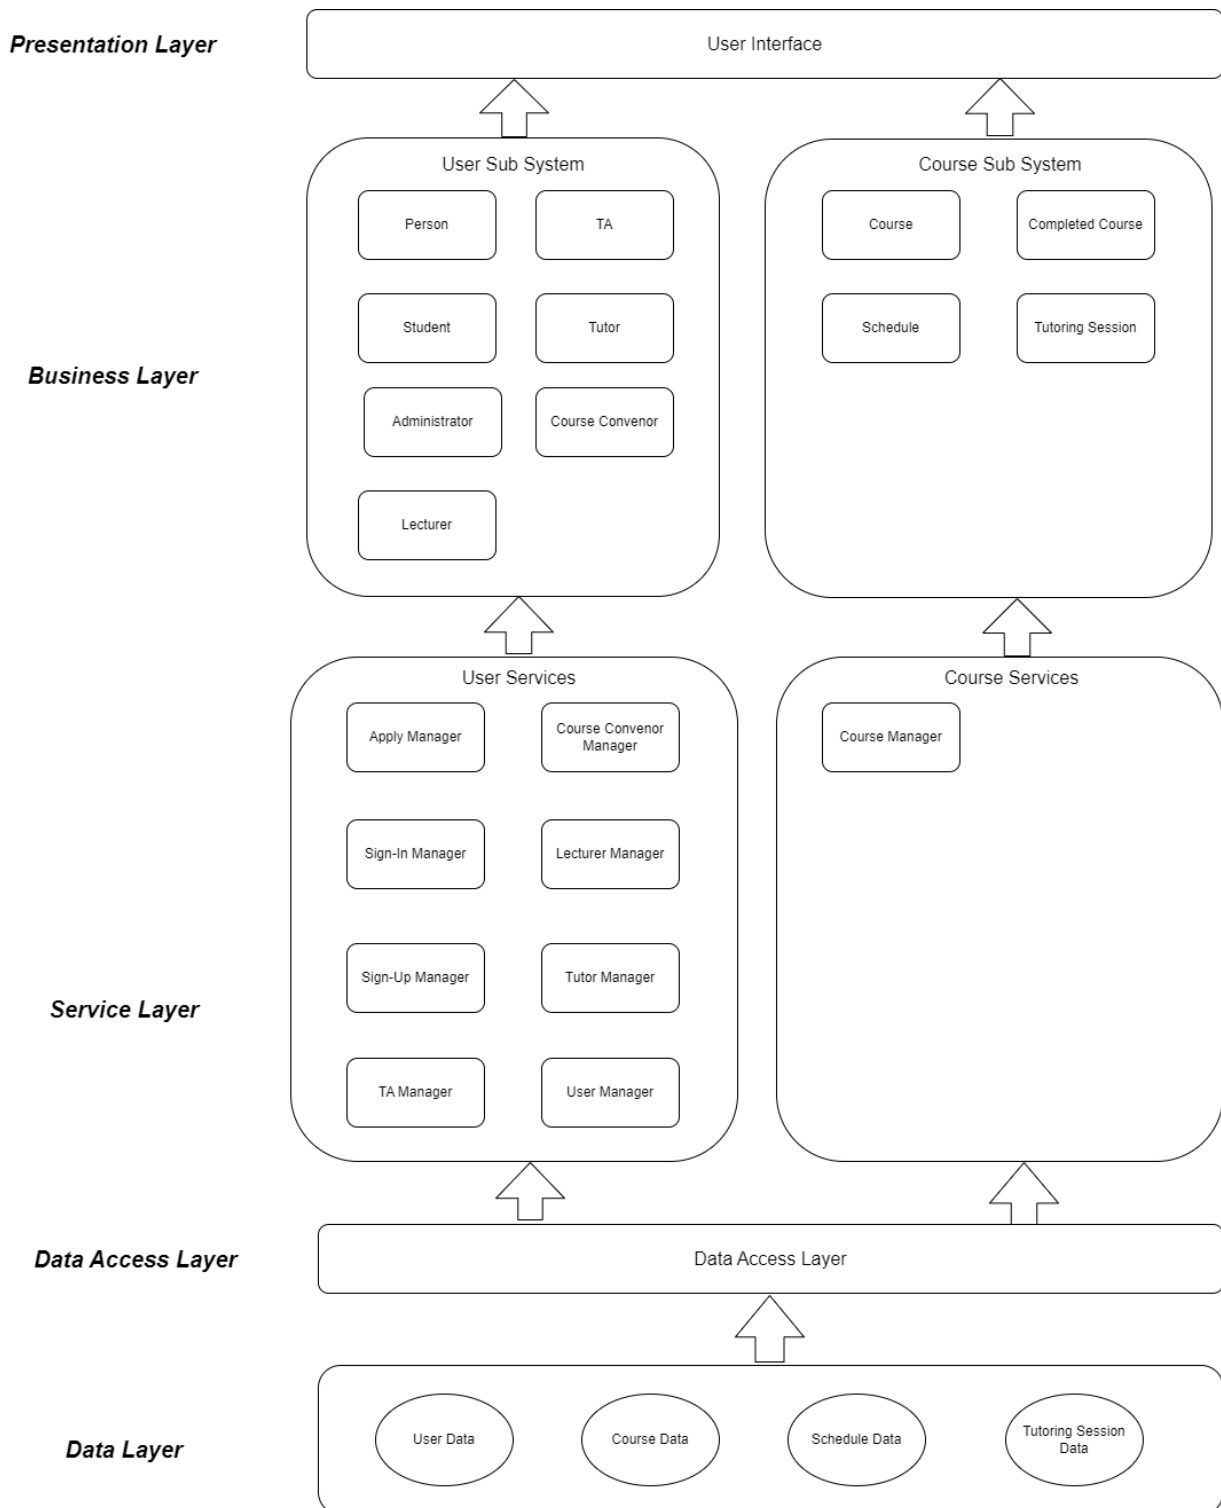 Presentation Layer
User Interface
User Sub System
Course Sub System
Person
TA
Course
Completed Course
Student
Tutor
Schedule
Tutoring Session
Business Layer
Administrator
Course Convenor
Lecturer
User Services
Course Services
Apply Manager
Course Convenor
Manager
Course Manager
Sign-In Manager
Lecturer Manager
Sign-Up Manager
Tutor Manager
Service Layer
TA Manager
User Manager
Data Access Layer
Data Access Layer
Data Layer
User Data
Course Data
Schedule Data
Tutoring Session
Data